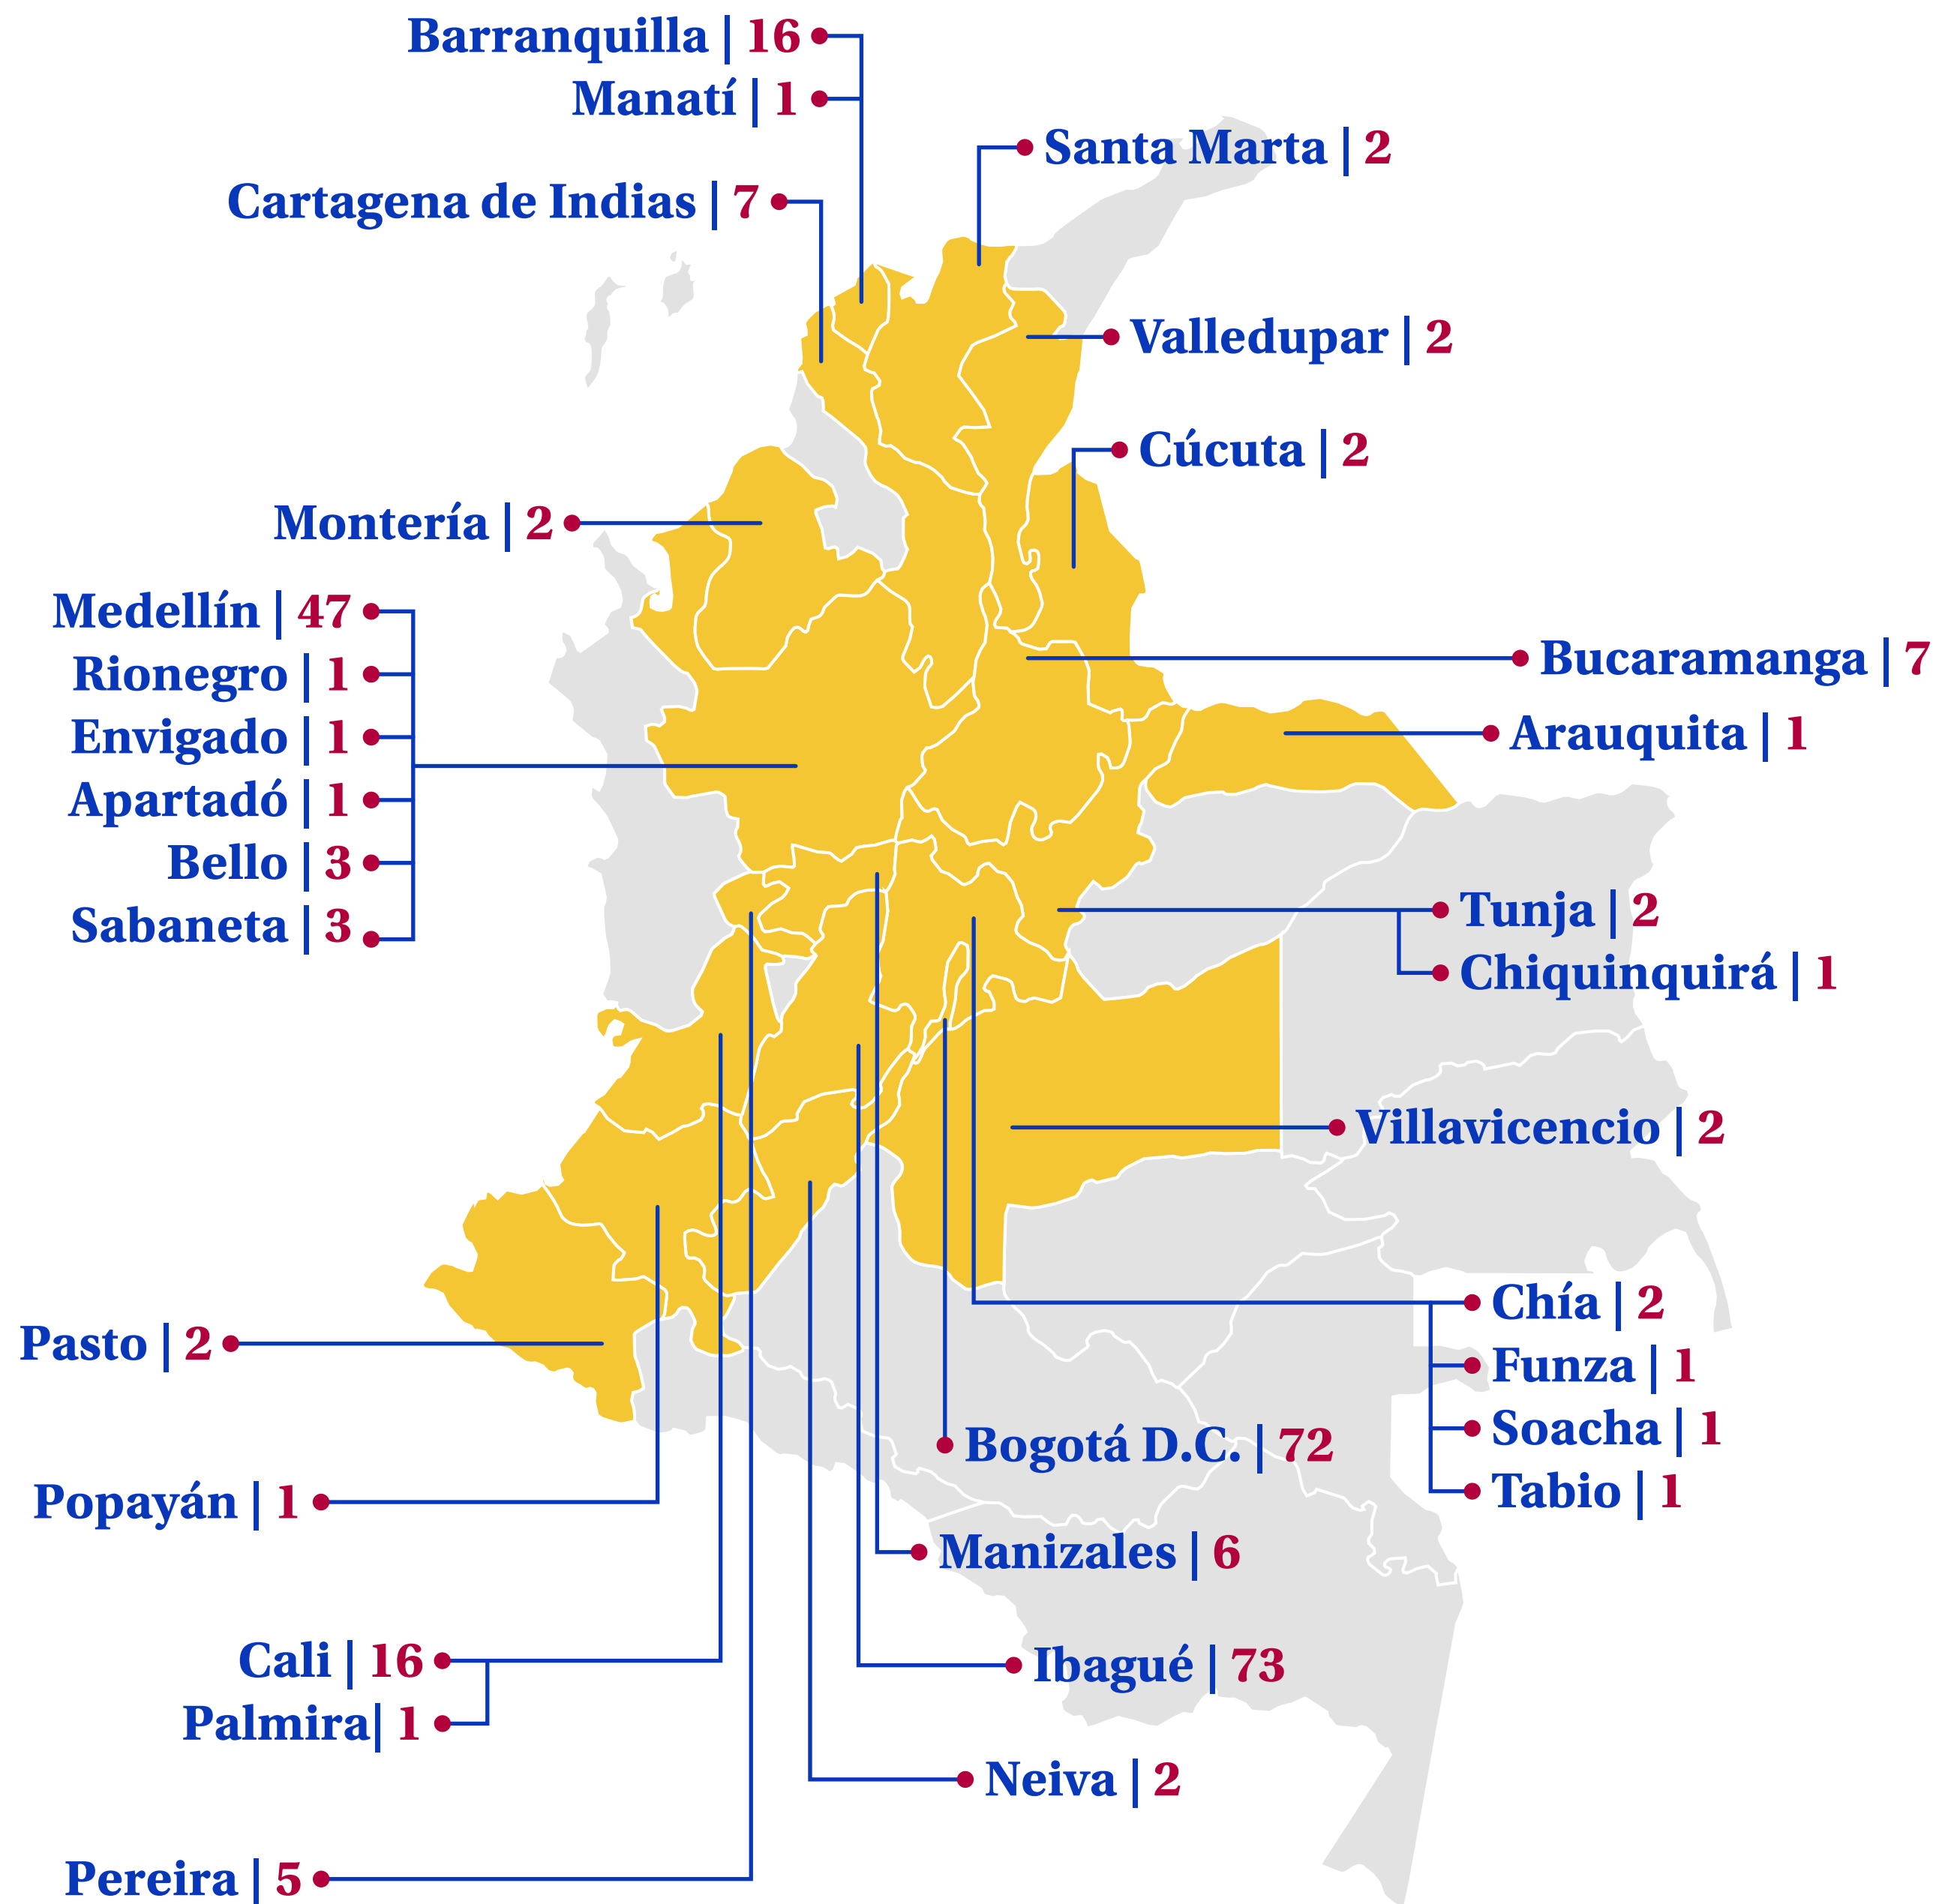 Barranquilla | 16
Manatí | 1
Santa Marta | 2
Cartagena de Indias | 7
Valledupar | 2
Cúcuta | 2
Montería | 2
Medellín | 47
Rionegro | 1
Envigado | 1
Apartadó | 1
Bello | 3
Sabaneta | 3
Bucaramanga | 7
Arauquita | 1
Tunja | 2
Chiquinquirá | 1
Villavicencio | 2
Chía | 2
Funza | 1
Soacha | 1
Tabio | 1
Pasto | 2
Bogotá D.C. | 72
Popayán | 1
Manizales | 6
Cali | 16
Palmira| 1
Ibagué | 73
Neiva | 2
Pereira | 5